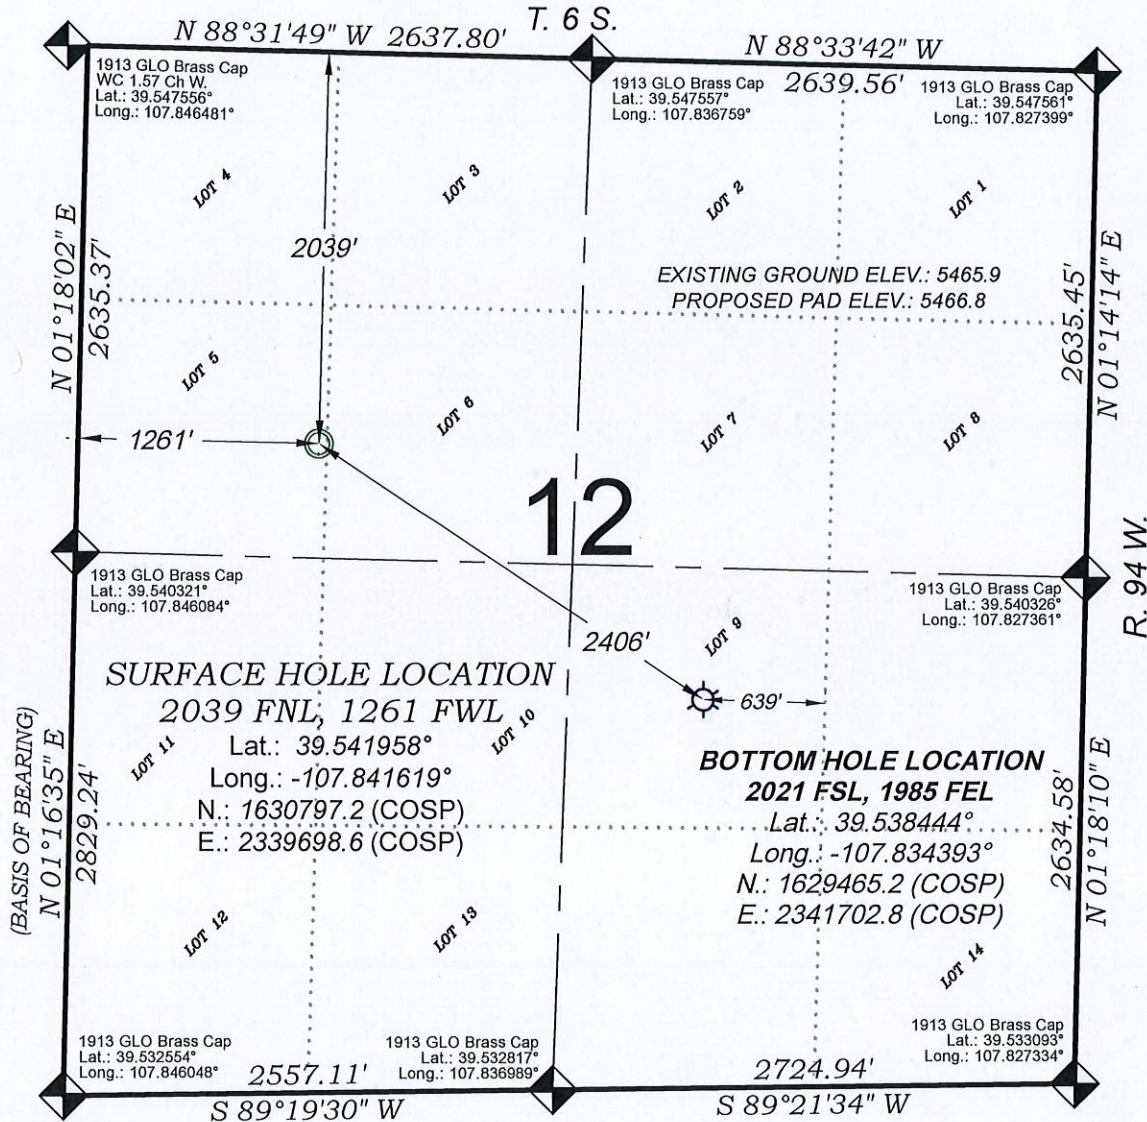 T. 6 S.
N 88°31'49" W 2637.80'
N 88°33'42" W
2639.56'
1913 GLO Brass Cap
WC 1.57 Ch W.
Lat.: 39.547556°
Long.: 107.846481°
1913 GLO Brass Cap
Lat.: 39.547557°
Long.: 107.836759°
1913 GLO Brass Cap
Lat.: 39.547561°
Long.: 107.827399°
LOT 4
LOT 3
LOT 2
LOT 1
N 01°18'02" E
2635.37'
2039'
EXISTING GROUND ELEV.: 5465.9
PROPOSED PAD ELEV.: 5466.8
2635.45'
N 01°14'14" E
LOT 5
LOT 6
LOT 7
LOT 8
1261'
12
R. 94 W.
1913 GLO Brass Cap
Lat.: 39.540321°
Long.: 107.846084°
1913 GLO Brass Cap
Lat.: 39.540326°
Long.: 107.827361°
2406'
LOT 9
639'
SURFACE HOLE LOCATION
2039 FNL, 1261 FWL
Lat.: 39.541958°
Long.: -107.841619°
N.: 1630797.2 (COSP)
E.: 2339698.6 (COSP)
LOT 11
LOT 10
BOTTOM HOLE LOCATION
2021 FSL, 1985 FEL
Lat.: 39.538444°
Long.: -107.834393°
N.: 1629465.2 (COSP)
E.: 2341702.8 (COSP)
(BASIS OF BEARING)
N 01°16'35" E
2829.24'
2634.58'
N 01°18'10" E
LOT 12
LOT 13
LOT 14
1913 GLO Brass Cap
Lat.: 39.532554°
Long.: 107.846048°
1913 GLO Brass Cap
Lat.: 39.532817°
Long.: 107.836989°
1913 GLO Brass Cap
Lat.: 39.533093°
Long.: 107.827334°
2557.11'
S 89°19'30" W
2724.94'
S 89°21'34" W